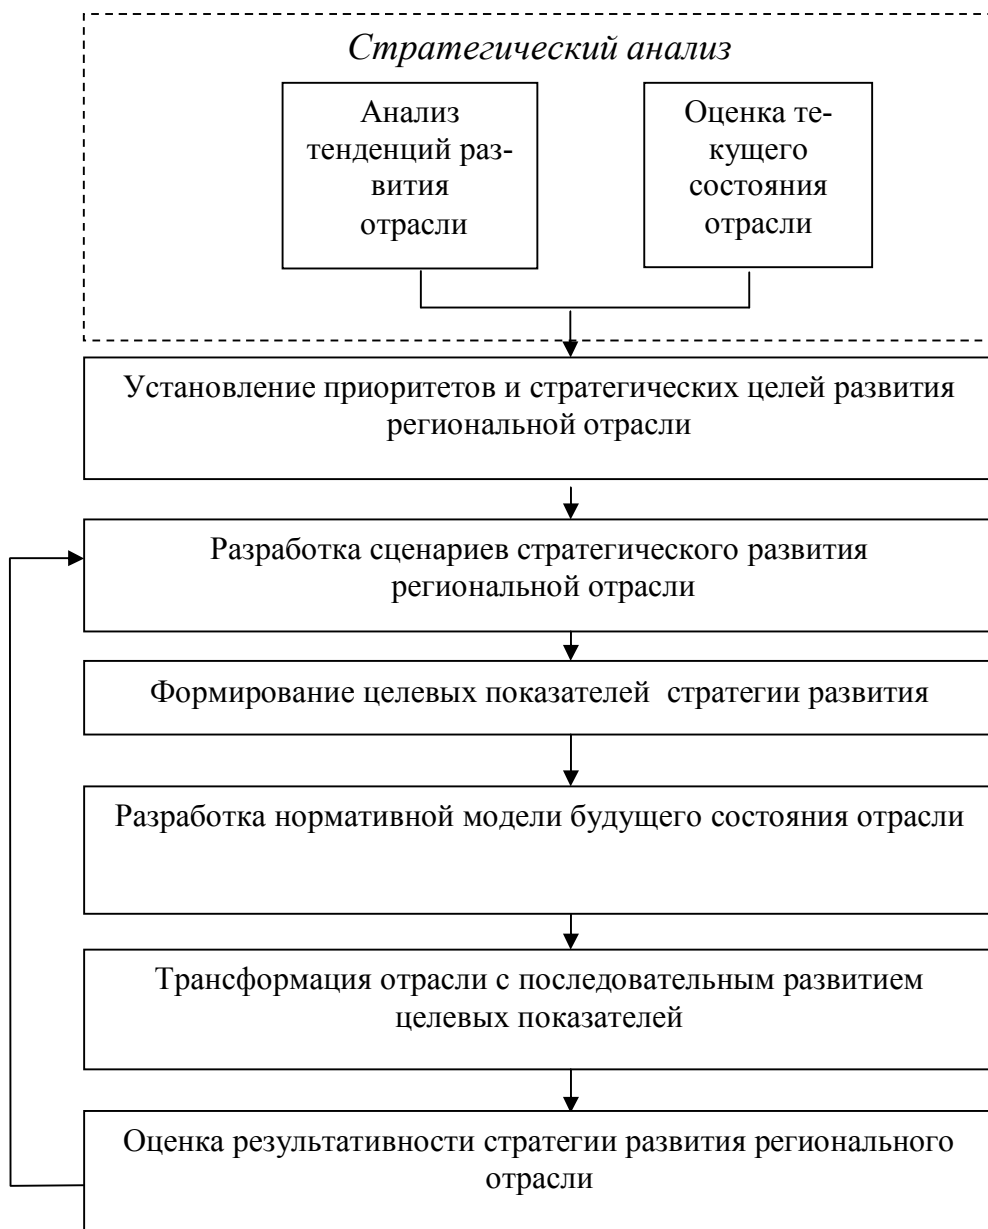 Стратегический анализ
Анализ
тенденций раз-
вития
отрасли
Оценка те-
кущего
состояния
отрасли
Установление приоритетов и стратегических целей развития
региональной отрасли
Разработка сценариев стратегического развития
региональной отрасли
Формирование целевых показателей стратегии развития
Разработка нормативной модели будущего состояния отрасли
Трансформация отрасли с последовательным развитием
целевых показателей
Оценка результативности стратегии развития регионального
отрасли